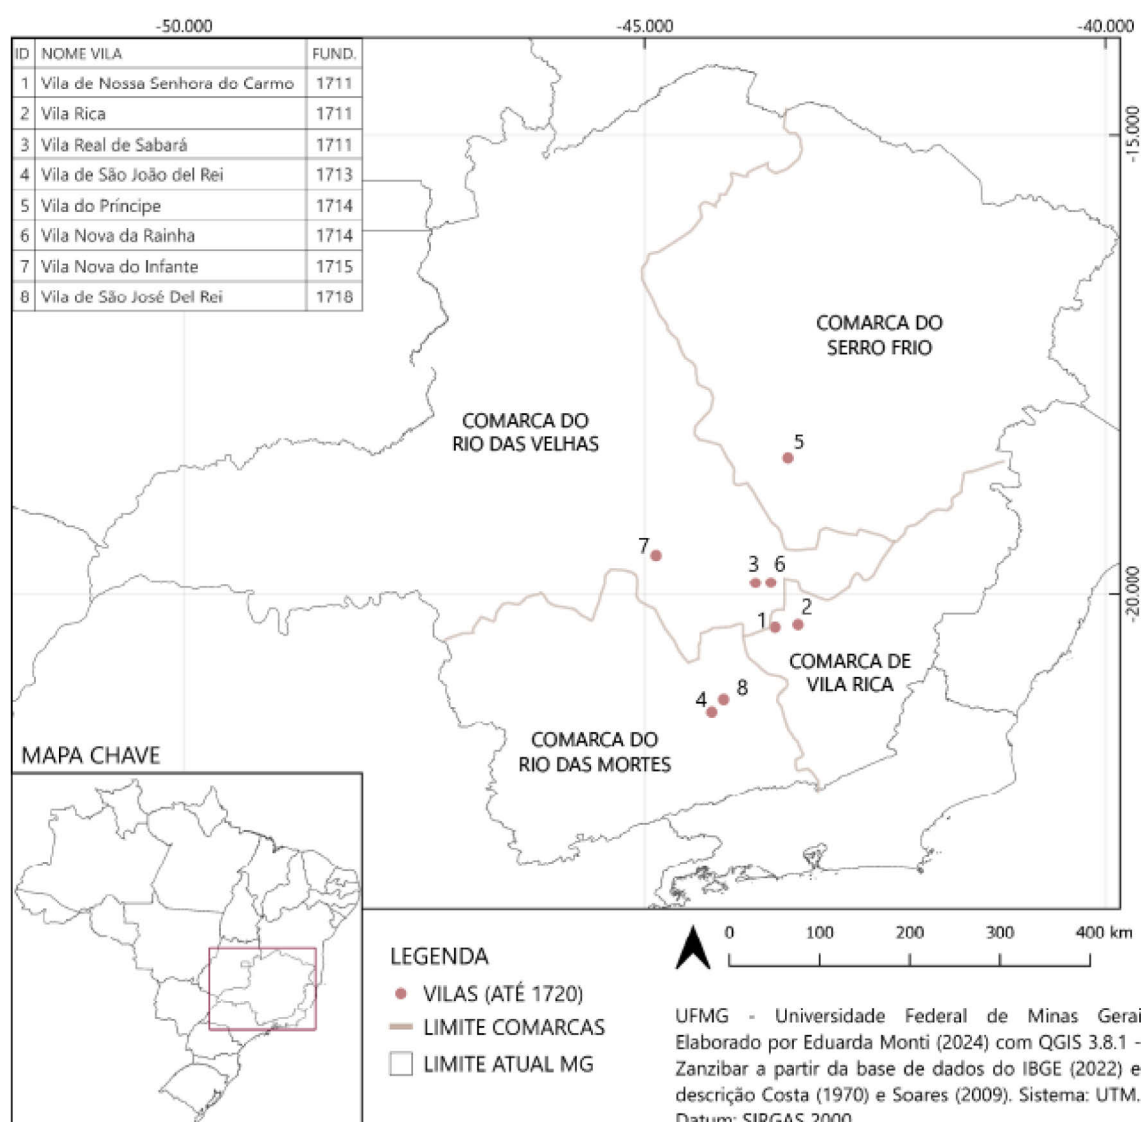 -50.000 -45.000 -40.000
ID NOME VILA FUND.
1 Vila de Nossa Senhora do Carmo 1711
2 Vila Rica 1711
3 Vila Real de Sabará 1711
4 Vila de São João del Rei 1713
5 Vila do Príncipe 1714
6 Vila Nova da Rainha 1714
7 Vila Nova do Infante 1715
8 Vila de São José Del Rei 1718
-15.000
COMARCA DO
SERRO FRIO
COMARCA DO
RIO DAS VELHAS
5
7
3 6
-20.000
1 2
COMARCA DE
VILA RICA
4 8
COMARCA DO
RIO DAS MORTES
MAPA CHAVE
LEGENDA
VILAS (ATÉ 1720)
LIMITE COMARCAS
LIMITE ATUAL MG
0 100 200 300 400 km
UFMG - Universidade Federal de Minas Gerai
Elaborado por Eduarda Monti (2024) com QGIS 3.8.1 -
Zanzibar a partir da base de dados do IBGE (2022) e
descrição Costa (1970) e Soares (2009). Sistema: UTM.
Datum: SIRGAS 2000